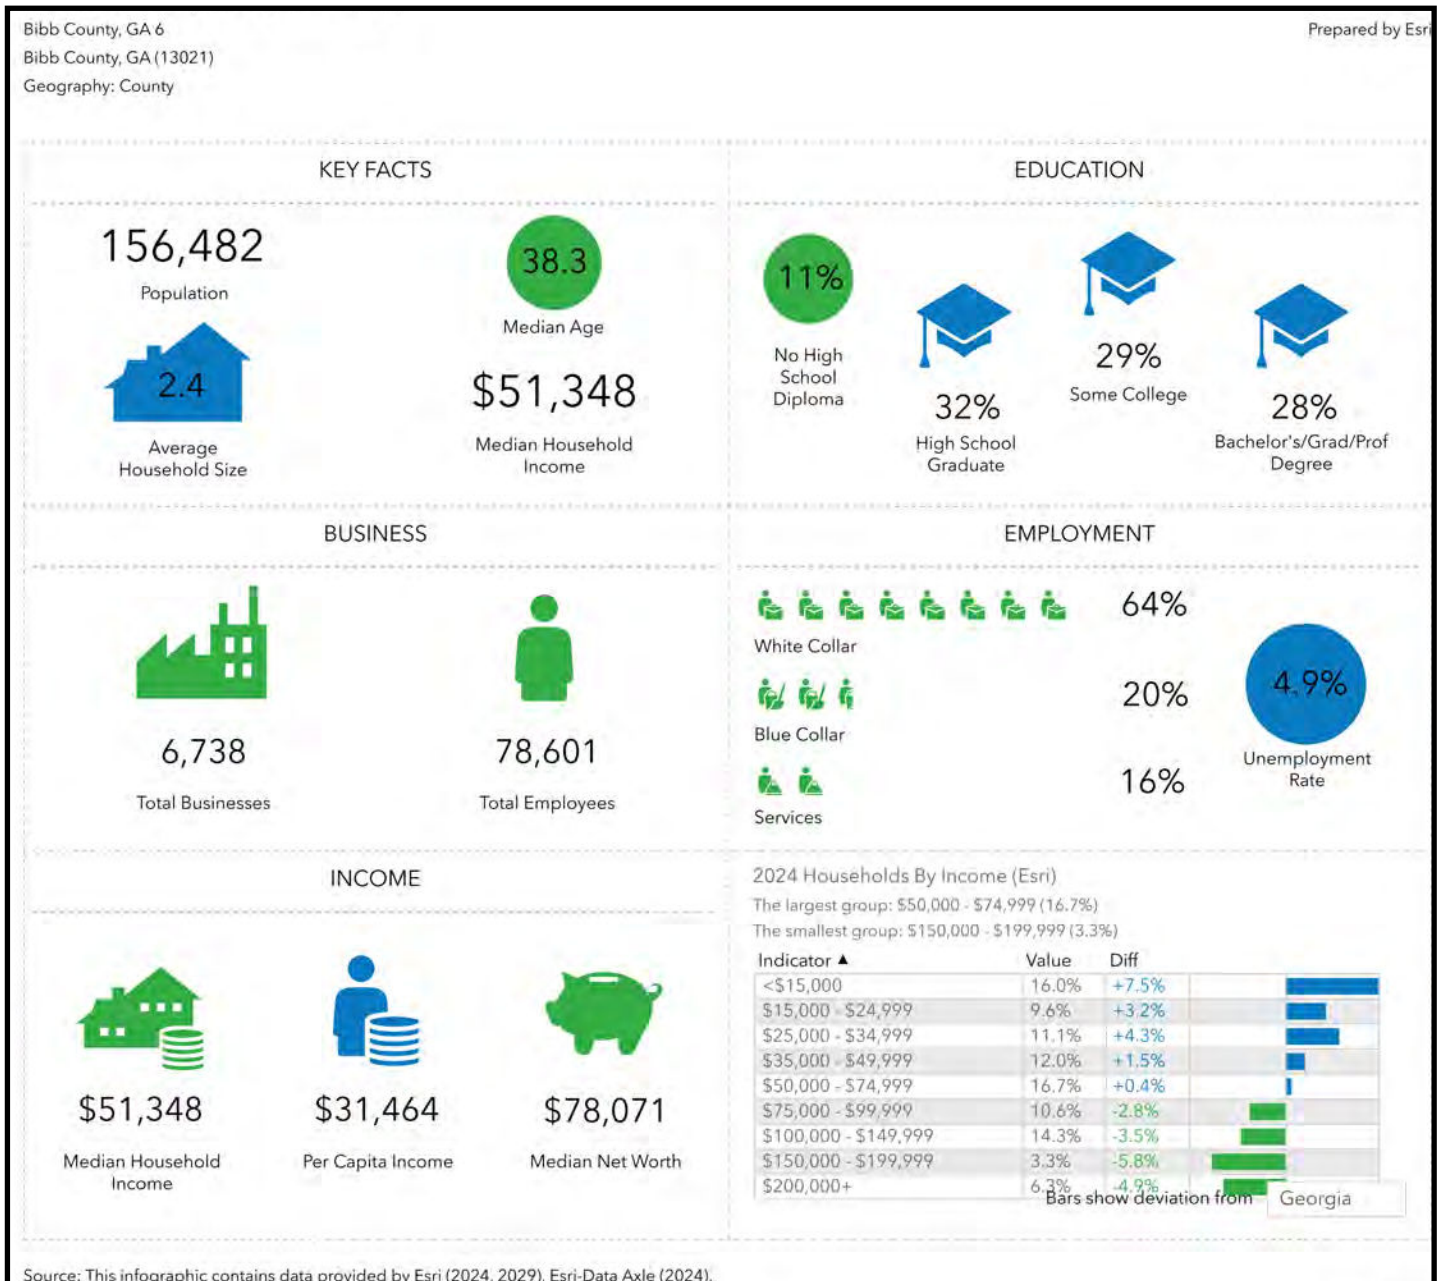 Bibb County, GA 6
Prepared by Esri
Bibb County, GA (13021)
Geography: County
KEY FACTS
156,482
Population
38.3
Median Age
2.4
Average
Household Size
$51,348
Median Household
Income
EDUCATION
11%
No High
School
Diploma
32%
High School
Graduate
29%
Some College
28%
Bachelor's/Grad/Prof
Degree
BUSINESS
6,738
Total Businesses
78,601
Total Employees
EMPLOYMENT
64%
White Collar
20%
Blue Collar
16%
Services
4.9%
Unemployment
Rate
INCOME
$51,348
Median Household
Income
$31,464
Per Capita Income
$78,071
Median Net Worth
2024 Households By Income (Esri)
The largest group: $50,000 - $74,999 (16.7%)
The smallest group: $150,000 - $199,999 (3.3%)
Indicator ▲ Value Diff
<$15,000 16.0% +7.5%
$15,000 - $24,999 9.6% +3.2%
$25,000 - $34,999 11.1% +4.3%
$35,000 - $49,999 12.0% +1.5%
$50,000 - $74,999 16.7% +0.4%
$75,000 - $99,999 10.6% -2.8%
$100,000 - $149,999 14.3% -3.5%
$150,000 - $199,999 3.3% -5.8%
$200,000+ 6.3% -4.9%
Bars show deviation from Georgia
Source: This infographic contains data provided by Esri (2024, 2029), Esri-Data Axle (2024).